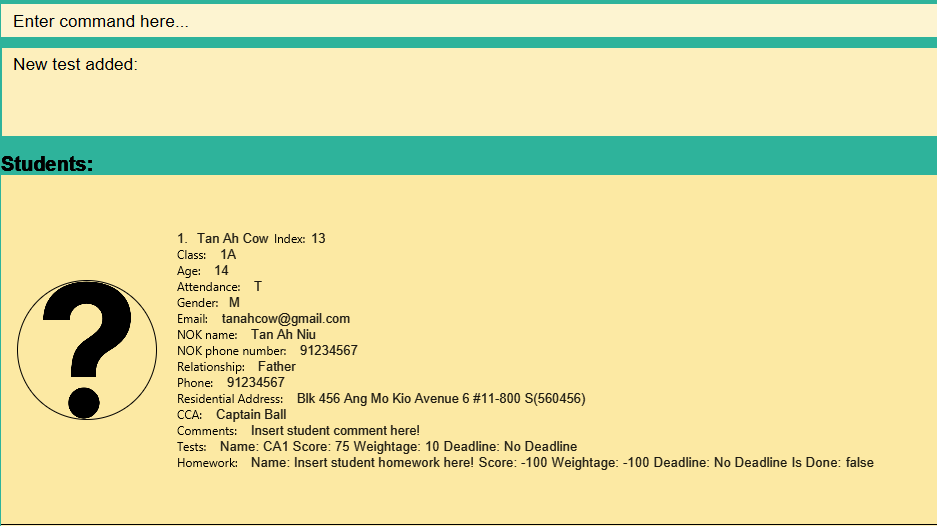 Enter command here...
New test added:
Students:
1. Tan Ah Cow Index: 13
Class: 1A
Age: 14
Attendance: T
Gender: M
Email: tanahcow@gmail.com
NOK name: Tan Ah Niu
NOK phone number: 91234567
Relationship: Father
Phone: 91234567
Residential Address: Blk 456 Ang Mo Kio Avenue 6 #11-800 S(560456)
CCA: Captain Ball
Comments: Insert student comment here!
Tests: Name: CA1 Score: 75 Weightage: 10 Deadline: No Deadline
Homework: Name: Insert student homework here! Score: -100 Weightage: -100 Deadline: No Deadline Is Done: false